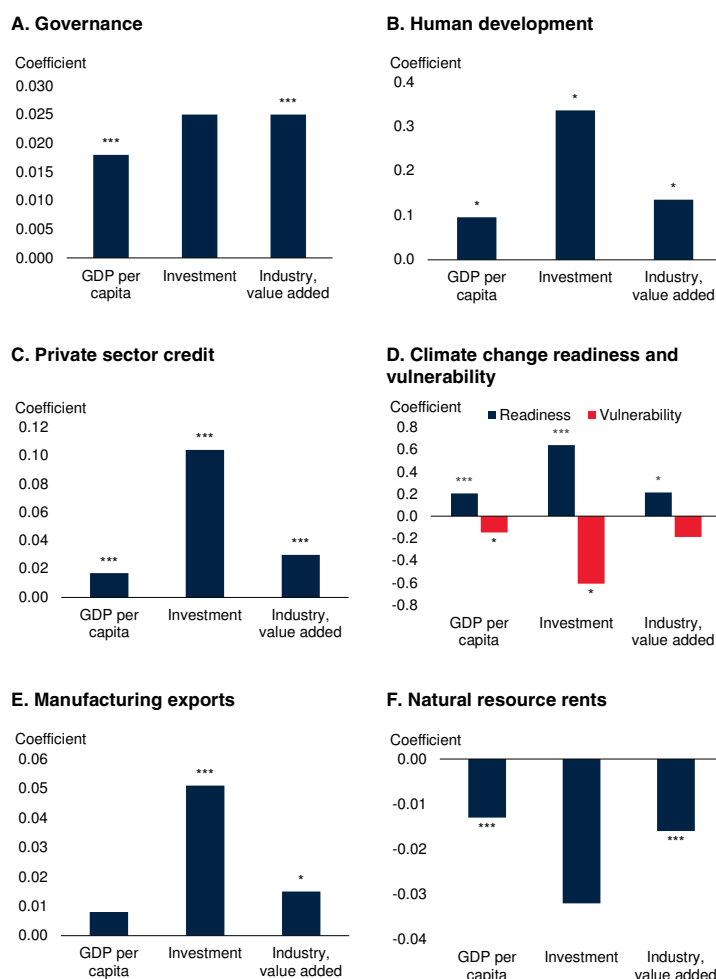 A. Governance
Coefficient
0.030
0.025
0.020
0.015
0.010
0.005
0.000
***
***
GDP per
capita
Investment
Industry,
value added
B. Human development
Coefficient
0.4
0.3
0.2
0.1
0.0
*
*
*
GDP per
capita
Investment
Industry,
value added
C. Private sector credit
Coefficient
0.12
0.10
0.08
0.06
0.04
0.02
0.00
***
***
***
GDP per
capita
Investment
Industry,
value added
D. Climate change readiness and
vulnerability
Coefficient
Readiness Vulnerability
0.8
0.6
0.4
0.2
0.0
-0.2
-0.4
-0.6
-0.8
***
*
***
*
*
GDP per
capita
Investment
Industry,
value added
E. Manufacturing exports
Coefficient
0.06
0.05
0.04
0.03
0.02
0.01
0.00
***
*
GDP per
capita
Investment
Industry,
value added
F. Natural resource rents
Coefficient
0.00
-0.01
-0.02
-0.03
-0.04
***
***
GDP per
capita
Investment
Industry,
value added